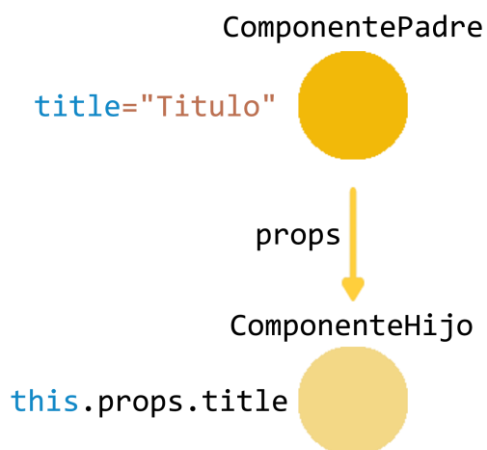 ComponentePadre
title="Titulo"
props
ComponenteHijo
this.props.title